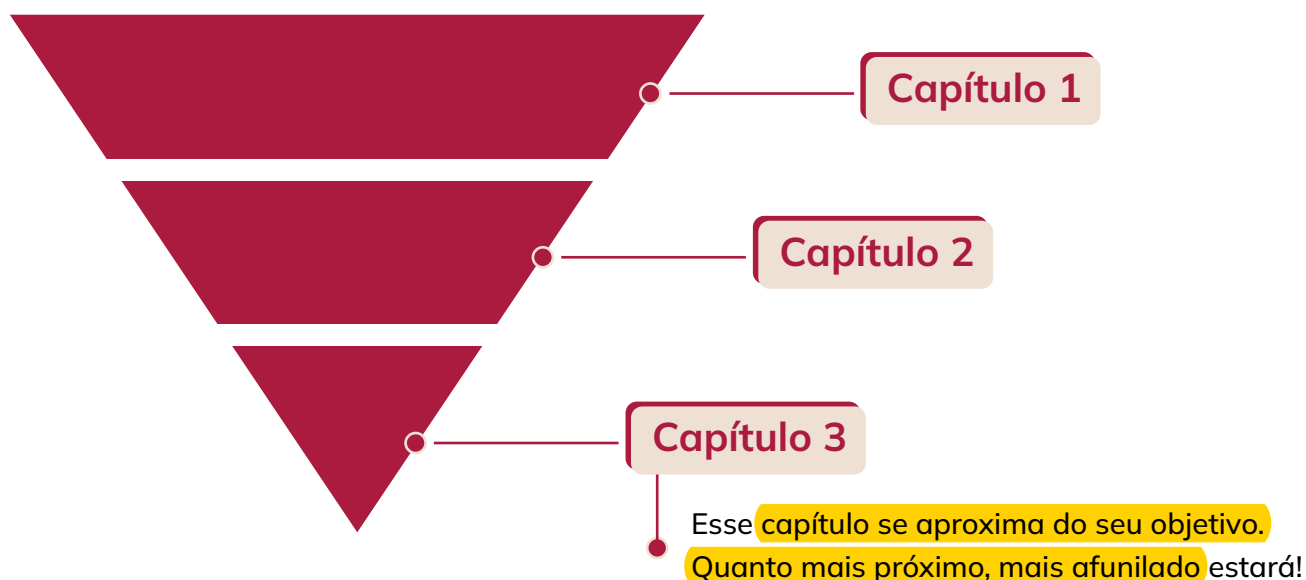 Capítulo 1
Capítulo 2
Capítulo 3
Esse capítulo se aproxima do seu objetivo.
Quanto mais próximo, mais afunilado estará!